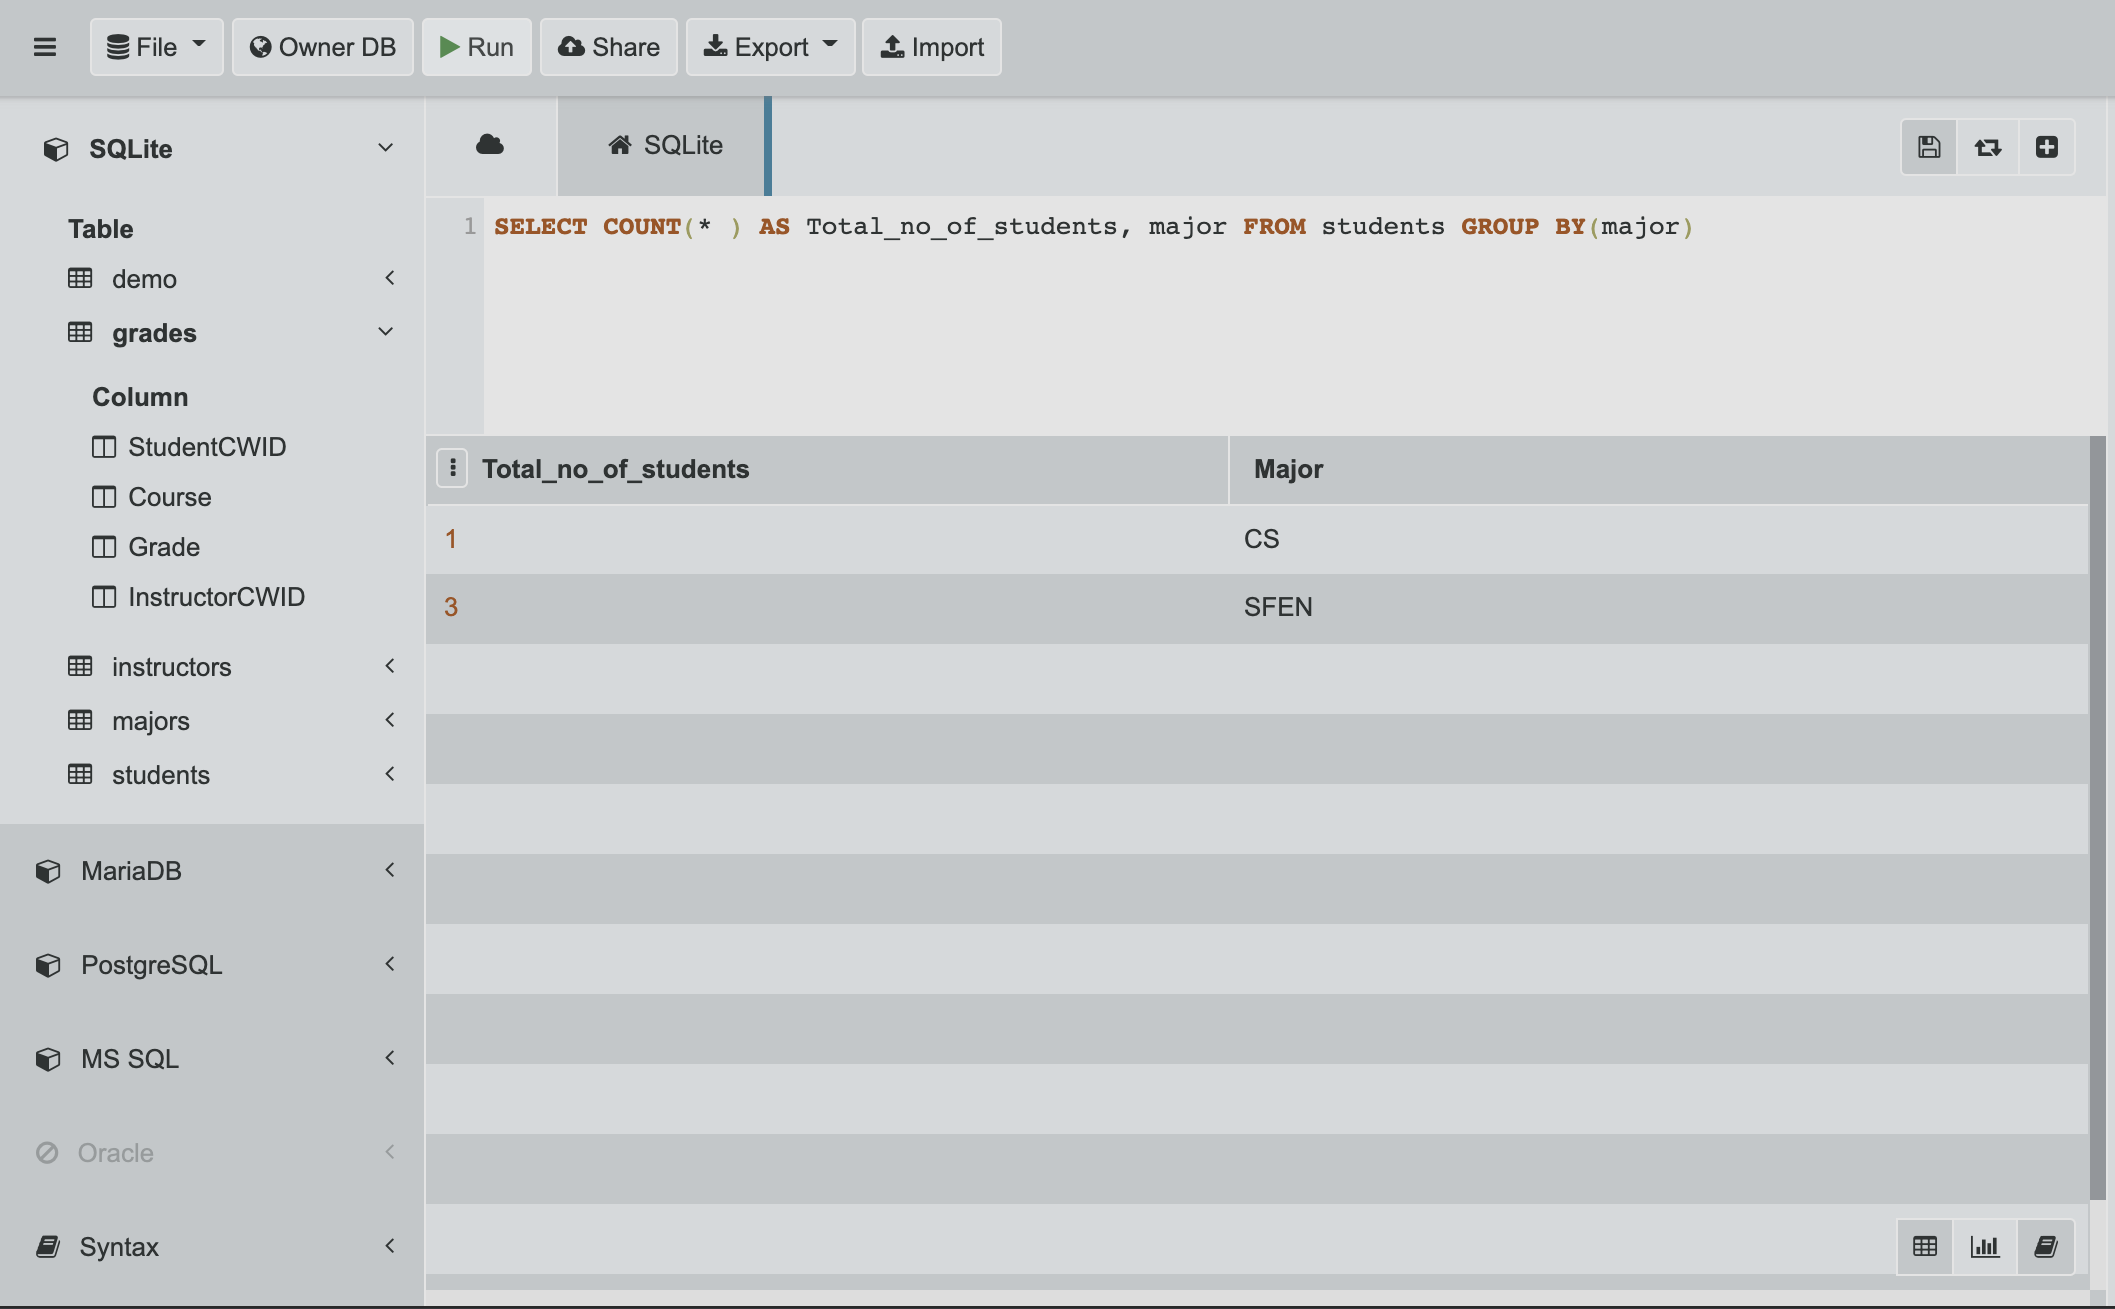 File Owner DB Run Share Export Import
SQLite
Table
demo
grades
Column
StudentCWID
Course
Grade
InstructorCWID
instructors
majors
students
MariaDB
PostgreSQL
MS SQL
Oracle
Syntax
SQLite
1 SELECT COUNT(* ) AS Total_no_of_students, major FROM students GROUP BY(major)
Total_no_of_students Major
1 CS
3 SFEN